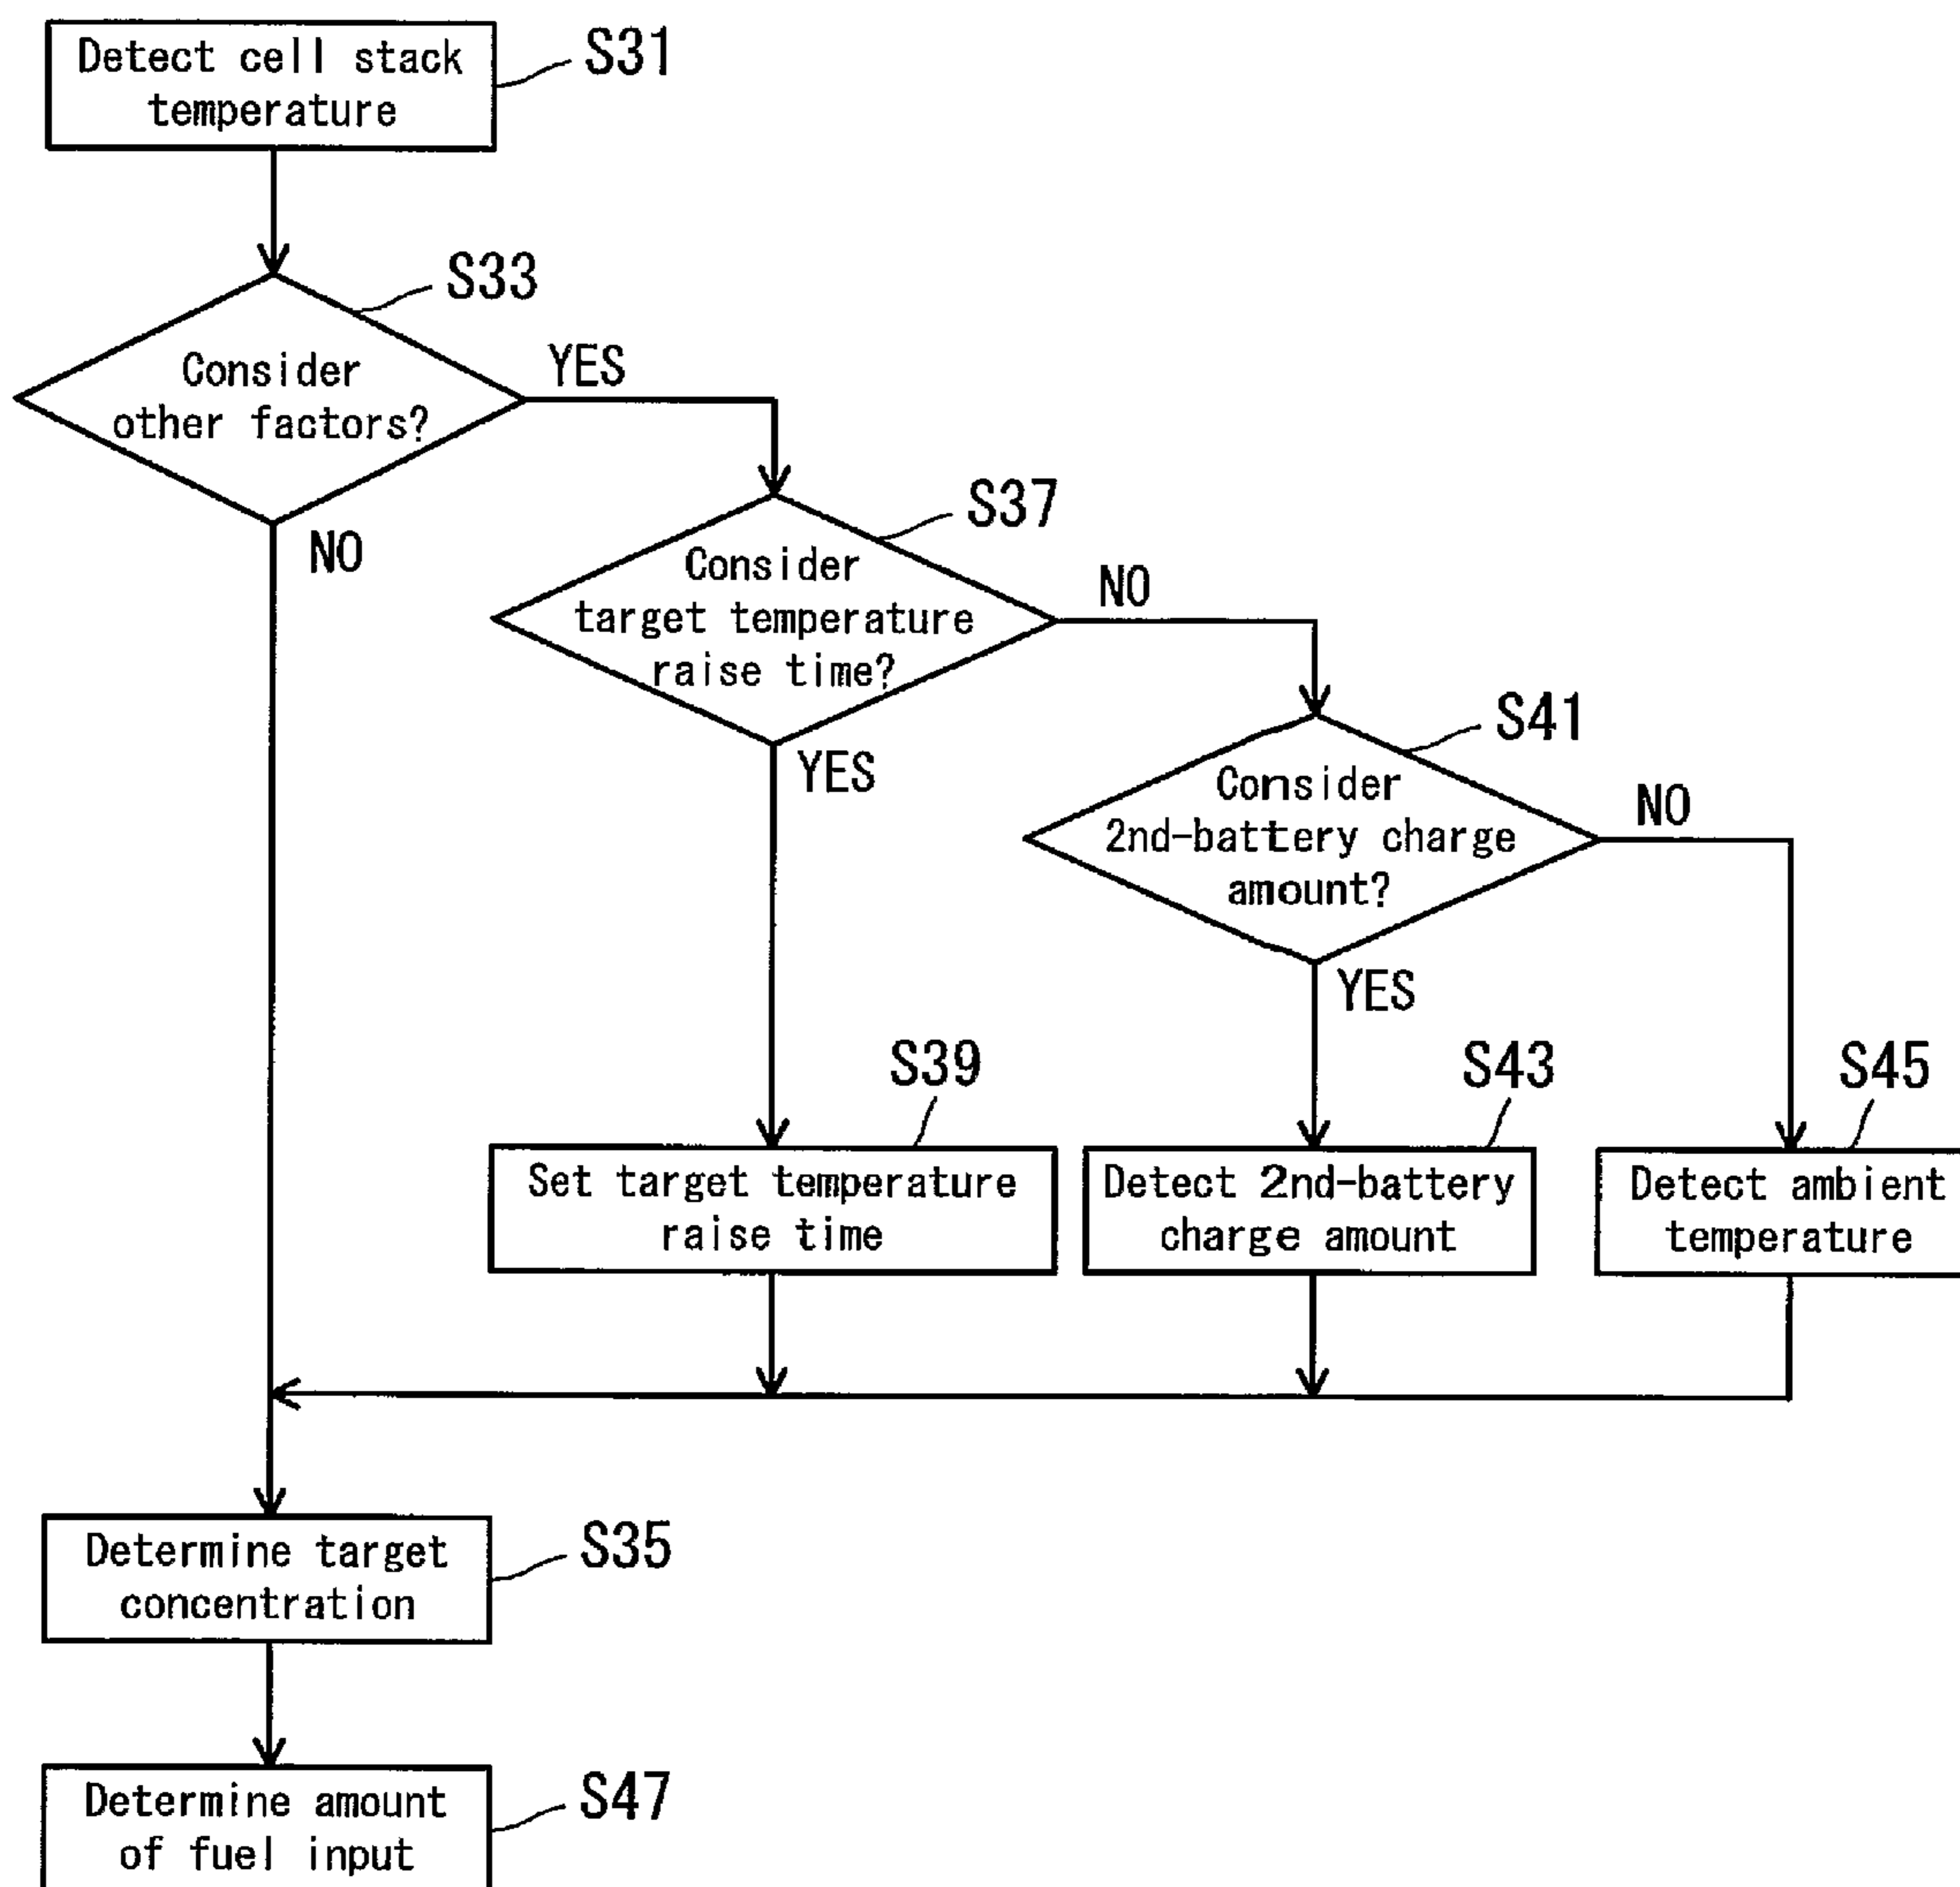 Detect cell stack
temperature
S31
S33
Consider
other factors?
YES
NO
S37
Consider
target temperature
raise time?
NO
YES
S41
Consider
2nd-battery charge
amount?
NO
YES
S39
Set target temperature
raise time
S43
Detect 2nd-battery
charge amount
S45
Detect ambient
temperature
Determine target
concentration
S35
Determine amount
of fuel input
S47